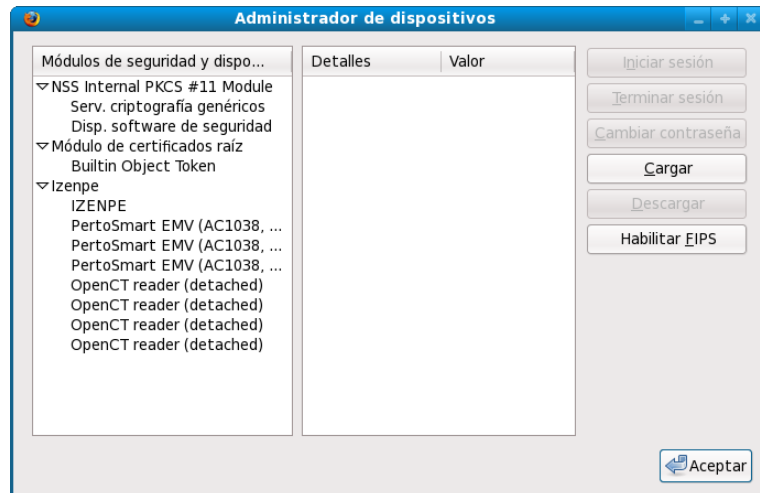 Administrador de dispositivos
Módulos de seguridad y dispo...
Detalles
Valor
NSS Internal PKCS #11 Module
Serv. criptografía genéricos
Disp. software de seguridad
Módulo de certificados raíz
Builtin Object Token
Izenpe
IZENPE
PertoSmart EMV (AC1038, ...
PertoSmart EMV (AC1038, ...
PertoSmart EMV (AC1038, ...
OpenCT reader (detached)
OpenCT reader (detached)
OpenCT reader (detached)
OpenCT reader (detached)
Iniciar sesión
Terminar sesión
Cambiar contraseña
Cargar
Descargar
Habilitar FIPS
Aceptar